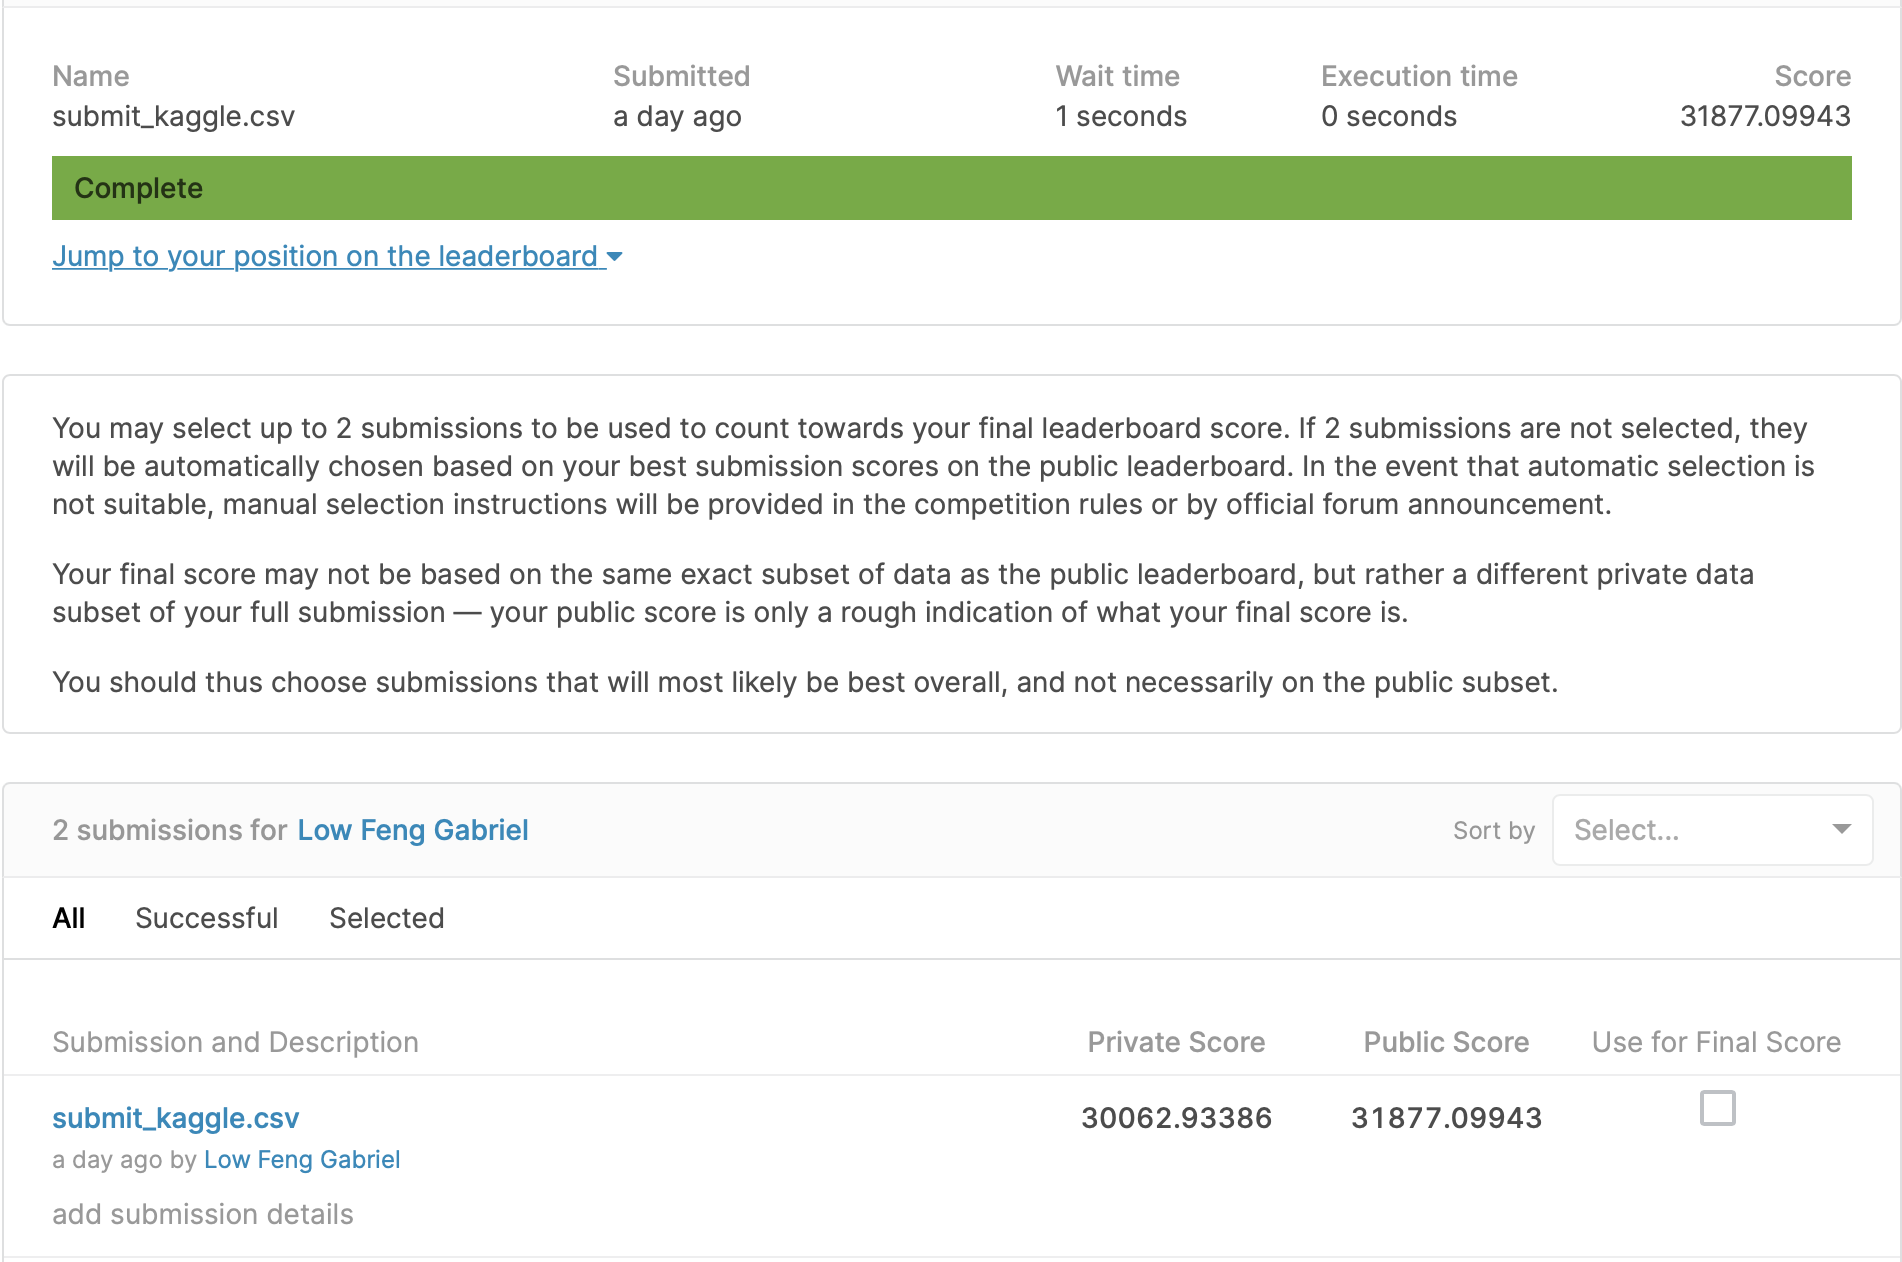 Name Submitted Wait time Execution time Score
submit_kaggle.csv a day ago 1 seconds 0 seconds 31877.09943
Complete
Jump to your position on the leaderboard
You may select up to 2 submissions to be used to count towards your final leaderboard score. If 2 submissions are not selected, they
will be automatically chosen based on your best submission scores on the public leaderboard. In the event that automatic selection is
not suitable, manual selection instructions will be provided in the competition rules or by official forum announcement.
Your final score may not be based on the same exact subset of data as the public leaderboard, but rather a different private data
subset of your full submission — your public score is only a rough indication of what your final score is.
You should thus choose submissions that will most likely be best overall, and not necessarily on the public subset.
2 submissions for Low Feng Gabriel Sort by Select...
All Successful Selected
Submission and Description Private Score Public Score Use for Final Score
submit_kaggle.csv 30062.93386 31877.09943
a day ago by Low Feng Gabriel
add submission details